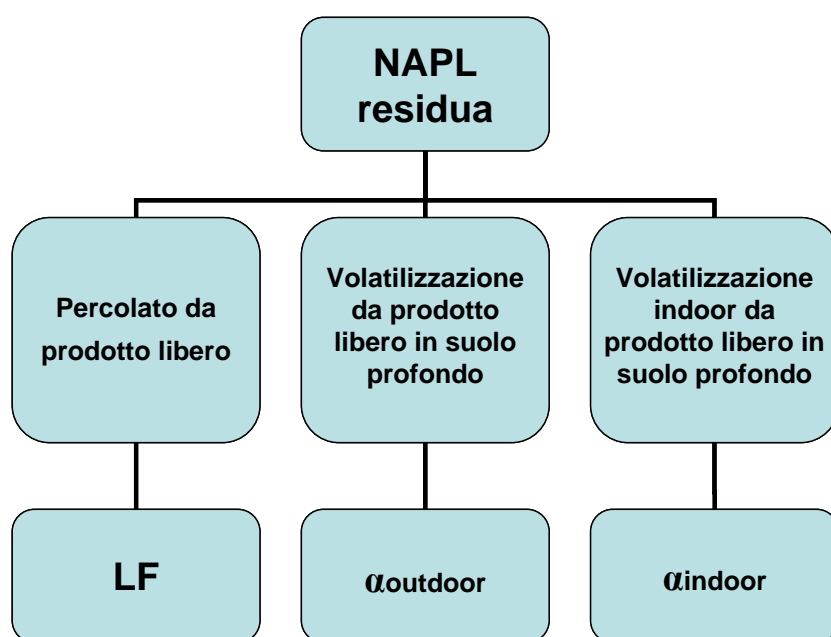 NAPL
residua
Percolato da
prodotto libero
Volatilizzazione
da prodotto
libero in suolo
profondo
Volatilizzazione
indoor da
prodotto libero in
suolo profondo
LF
αoutdoor
αindoor